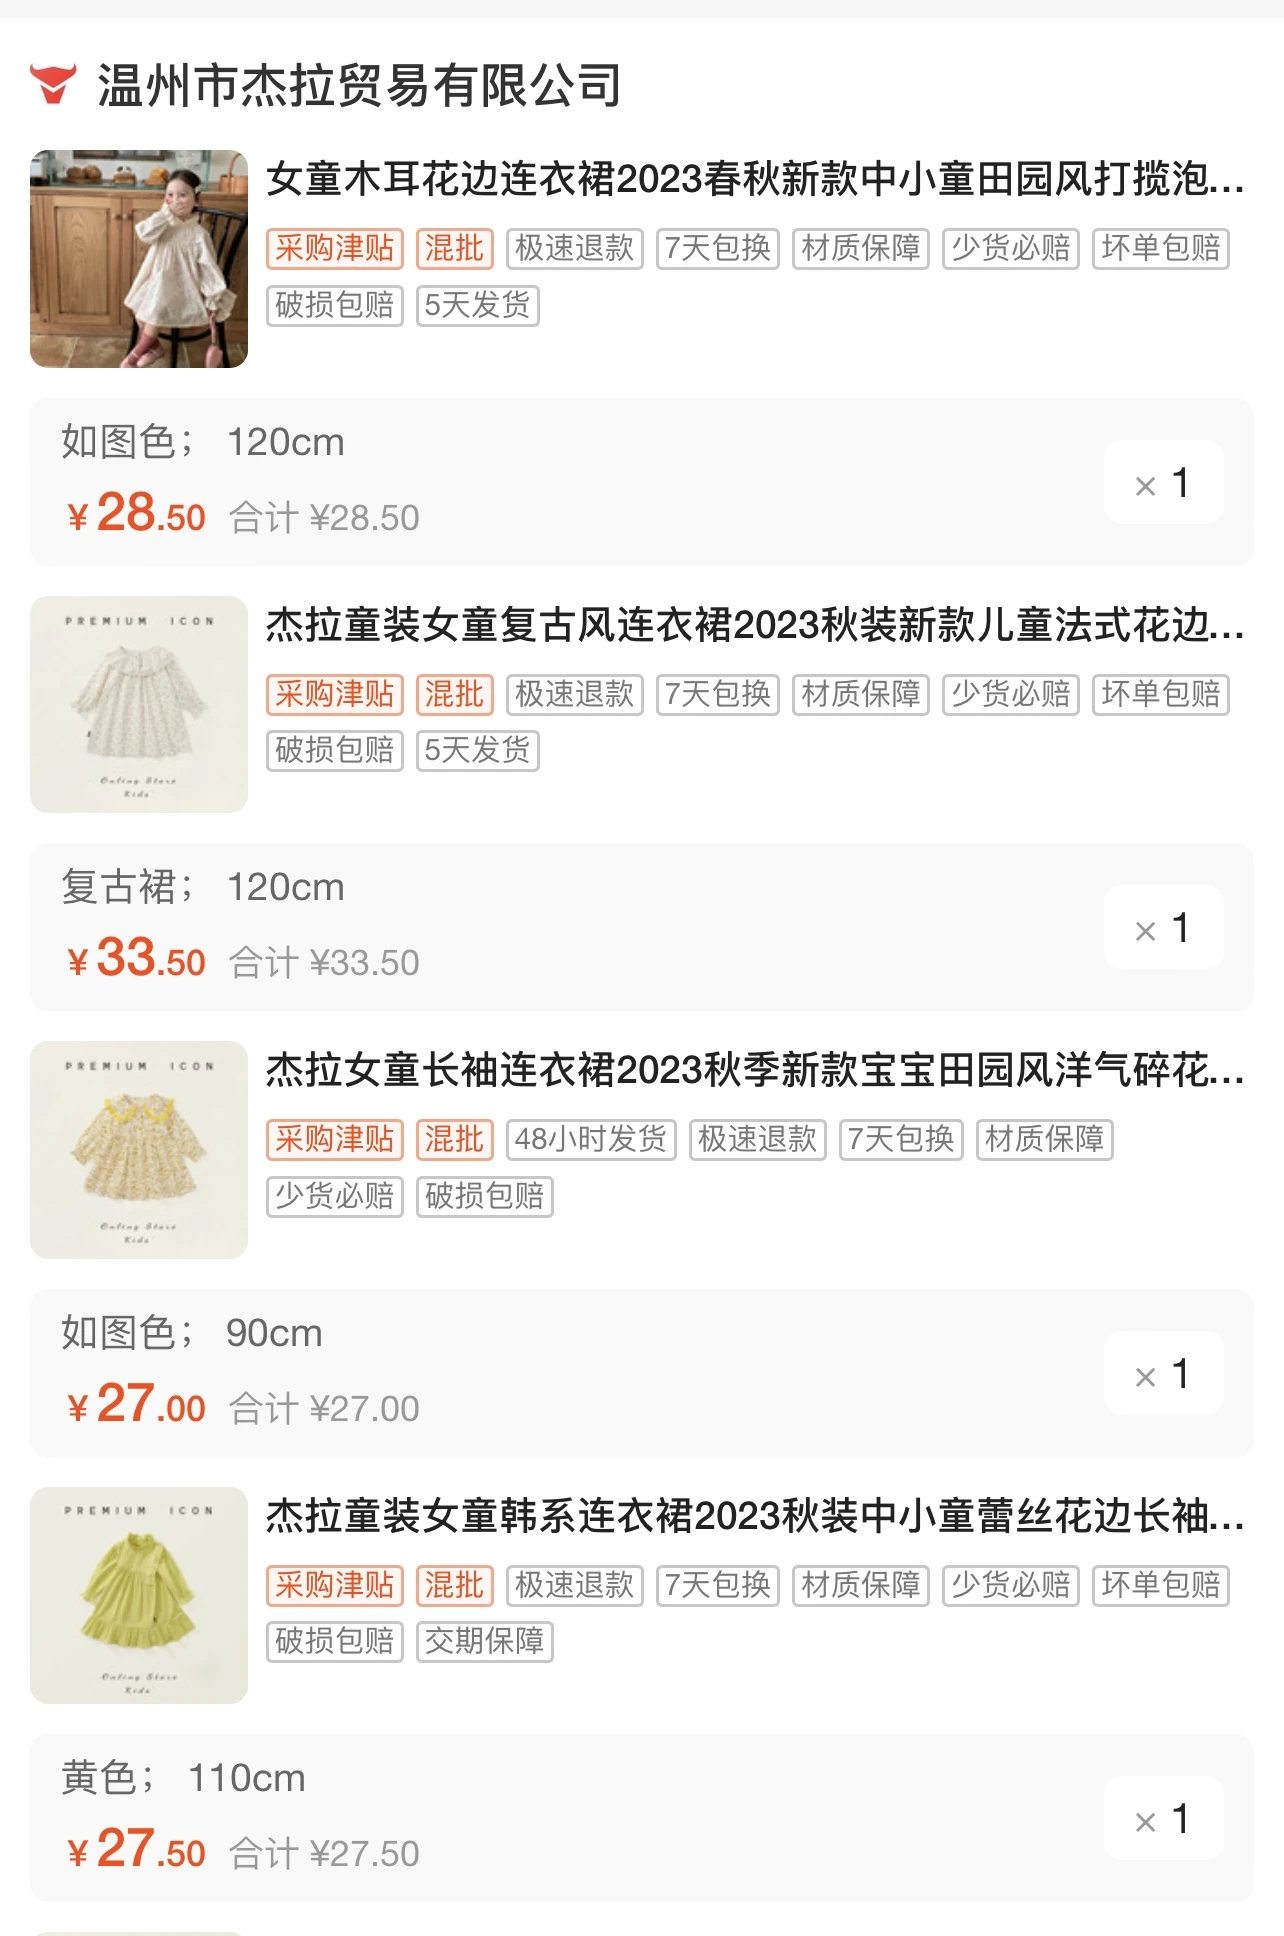 温州市杰拉贸易有限公司
女童木耳花边连衣裙2023春秋新款中小童田园风打揽泡...
采购津贴 混批 极速退款 7天包换 材质保障 少货必赔 坏单包赔
破损包赔 5天发货
如图色； 120cm
¥28.50 合计 ¥28.50
× 1
PREMIUM ICON
Online Store
Kids
杰拉童装女童复古风连衣裙2023秋装新款儿童法式花边...
采购津贴 混批 极速退款 7天包换 材质保障 少货必赔 坏单包赔
破损包赔 5天发货
复古裙； 120cm
¥33.50 合计 ¥33.50
× 1
PREMIUM ICON
Online Store
Kids
杰拉女童长袖连衣裙2023秋季新款宝宝田园风洋气碎花...
采购津贴 混批 48小时发货 极速退款 7天包换 材质保障
少货必赔 破损包赔
如图色； 90cm
¥27.00 合计 ¥27.00
× 1
PREMIUM ICON
Online Store
Kids
杰拉童装女童韩系连衣裙2023秋装中小童蕾丝花边长袖...
采购津贴 混批 极速退款 7天包换 材质保障 少货必赔 坏单包赔
破损包赔 交期保障
黄色； 110cm
¥27.50 合计 ¥27.50
× 1